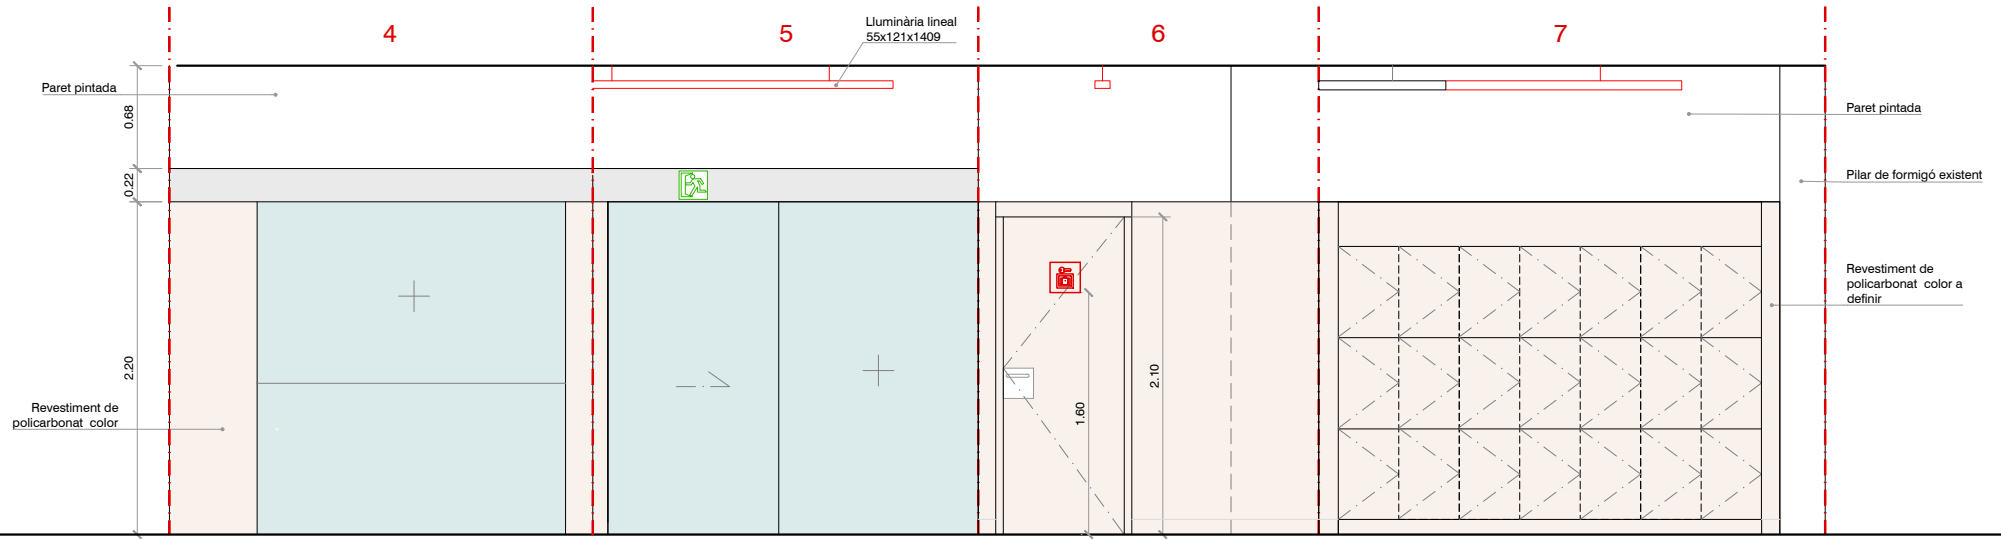 4
5
6
7
Lluminària lineal
55x121x1409
Paret pintada
0.68
0.22
2.20
Revestiment de
policarbonat color
1.60
2.10
Paret pintada
Pilar de formigó existent
Revestiment de
policarbonat color a
definir